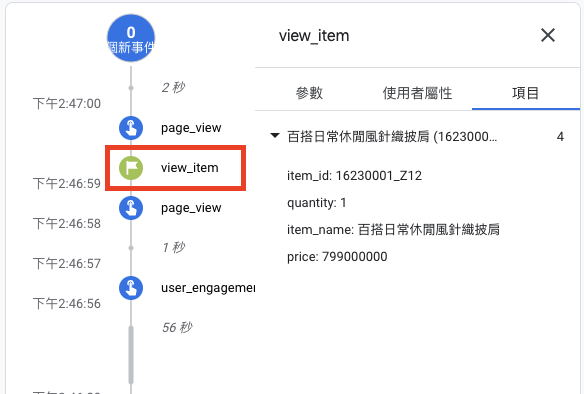 0
個新事件
2 秒
下午2:47:00
page_view
view_item
下午2:46:59
page_view
下午2:46:58
1 秒
下午2:46:57
user_engagemen
下午2:46:56
56 秒
view_item
參數
使用者屬性
項目
百搭日常休閒風針織披肩 (1623000...
4
item_id: 16230001_Z12
quantity: 1
item_name: 百搭日常休閒風針織披肩
price: 799000000